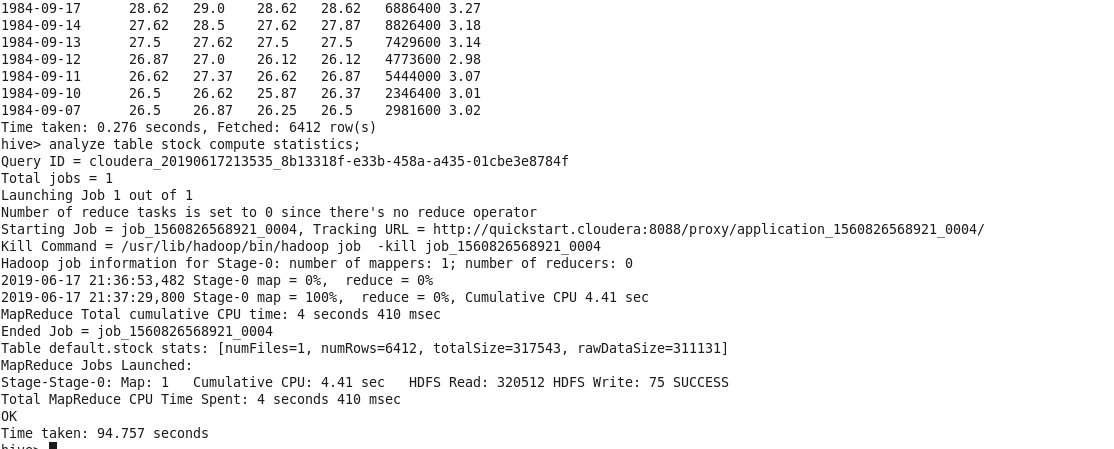 1984-09-17      28.62   29.0    28.62   28.62   6886400 3.27
1984-09-14      27.62   28.5    27.62   27.87   8826400 3.18
1984-09-13      27.5    27.62   27.5    27.5    7429600 3.14
1984-09-12      26.87   27.0    26.12   26.12   4773600 2.98
1984-09-11      26.62   27.37   26.62   26.87   5444000 3.07
1984-09-10      26.5    26.62   25.87   26.37   2346400 3.01
1984-09-07      26.5    26.87   26.25   26.5    2981600 3.02
Time taken: 0.276 seconds, Fetched: 6412 row(s)
hive> analyze table stock compute statistics;
Query ID = cloudera_20190617213535_8b13318f-e33b-458a-a435-01cbe3e8784f
Total jobs = 1
Launching Job 1 out of 1
Number of reduce tasks is set to 0 since there's no reduce operator
Starting Job = job_1560826568921_0004, Tracking URL = http://quickstart.cloudera:8088/proxy/application_1560826568921_0004/
Kill Command = /usr/lib/hadoop/bin/hadoop job  -kill job_1560826568921_0004
Hadoop job information for Stage-0: number of mappers: 1; number of reducers: 0
2019-06-17 21:36:53,482 Stage-0 map = 0%,  reduce = 0%
2019-06-17 21:37:29,800 Stage-0 map = 100%,  reduce = 0%, Cumulative CPU 4.41 sec
MapReduce Total cumulative CPU time: 4 seconds 410 msec
Ended Job = job_1560826568921_0004
Table default.stock stats: [numFiles=1, numRows=6412, totalSize=317543, rawDataSize=311131]
MapReduce Jobs Launched:
Stage-Stage-0: Map: 1   Cumulative CPU: 4.41 sec   HDFS Read: 320512 HDFS Write: 75 SUCCESS
Total MapReduce CPU Time Spent: 4 seconds 410 msec
OK
Time taken: 94.757 seconds
hive>